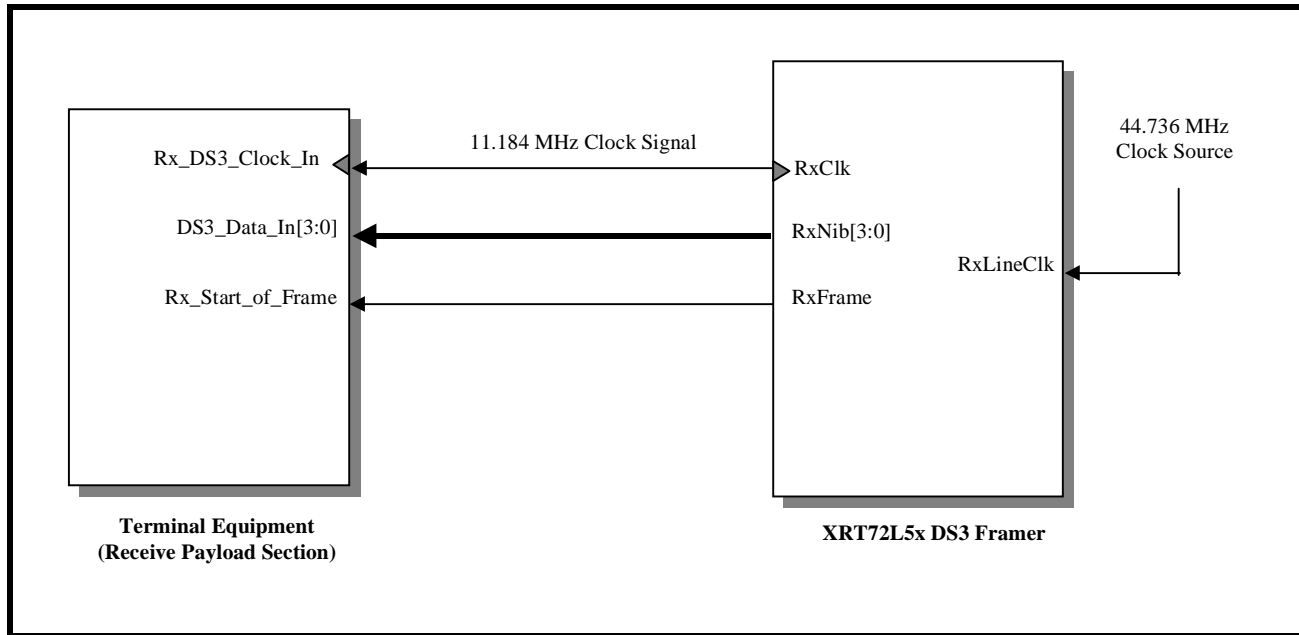 11.184 MHz Clock Signal
44.736 MHz
Clock Source
Rx_DS3_Clock_In
RxClk
DS3_Data_In[3:0]
RxNib[3:0]
RxLineClk
Rx_Start_of_Frame
RxFrame
Terminal Equipment
(Receive Payload Section)
XRT72L5x DS3 Framer